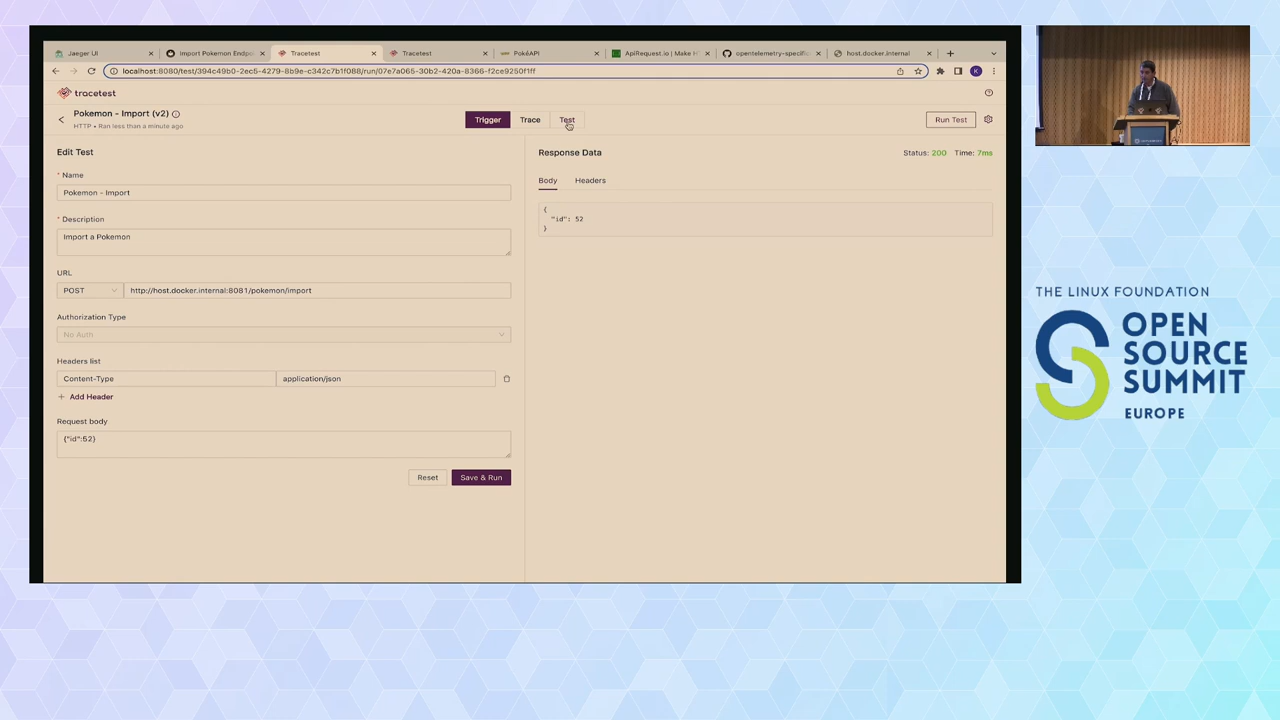 Jaeger UI
Import Pokemon Endpo
Tracetest
Tracetest
PokéAPI
ApiRequest.io | Make H
opentelemetry-specific
host.docker.internal
localhost:8080/test/394c49b0-2ec5-4279-8b9e-c342c7b1f088/run/07e7a065-30b2-420a-8366-f2ce9250f1ff
K
tracetest
Pokemon - Import (v2)
HTTP • Ran less than a minute ago
Trigger
Trace
Test
Run Test
Edit Test
* Name
Pokemon - Import
* Description
Import a Pokemon
URL
POST
http://host.docker.internal:8081/pokemon/import
Authorization Type
No Auth
Headers list
Content-Type
application/json
+ Add Header
Request body
{"id":52}
Reset
Save & Run
Response Data
Status: 200
Time: 7ms
Body
Headers
{
"id": 52
}
THE LINUX FOUNDATION
OPEN
SOURCE
SUMMIT
EUROPE